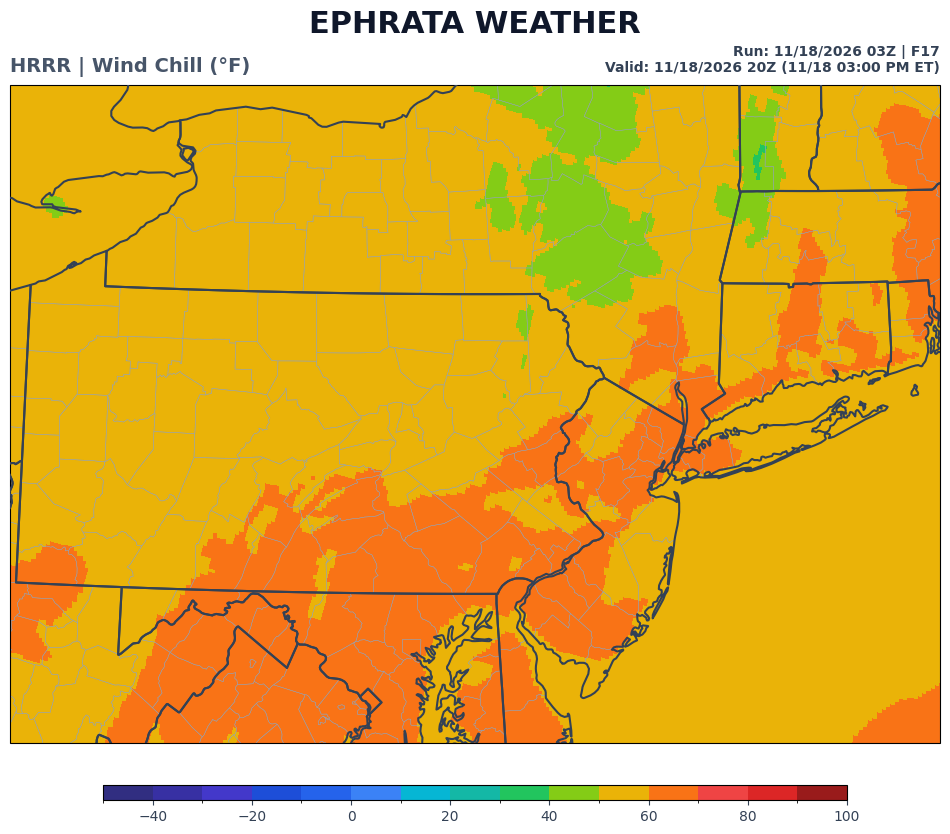 EPHRATA WEATHER
HRRR | Wind Chill (°F)
Run: 11/18/2026 03Z | F17
Valid: 11/18/2026 20Z (11/18 03:00 PM ET)
−40 −20 0 20 40 60 80 100